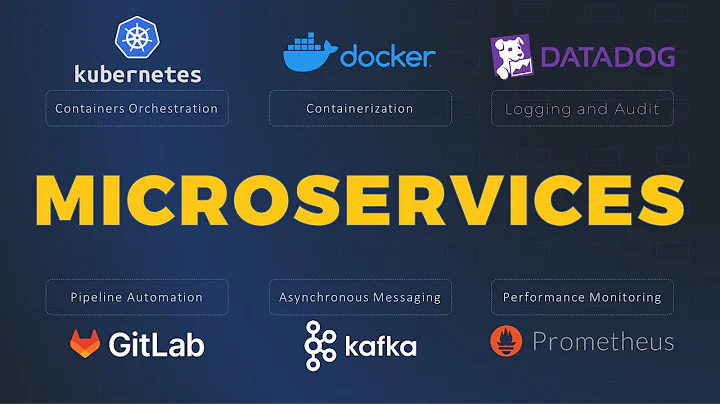 kubernetes
docker
DATADOG
Containers Orchestration
Containerization
Logging and Audit
MICROSERVICES
Pipeline Automation
Asynchronous Messaging
Performance Monitoring
GitLab
kafka
Prometheus